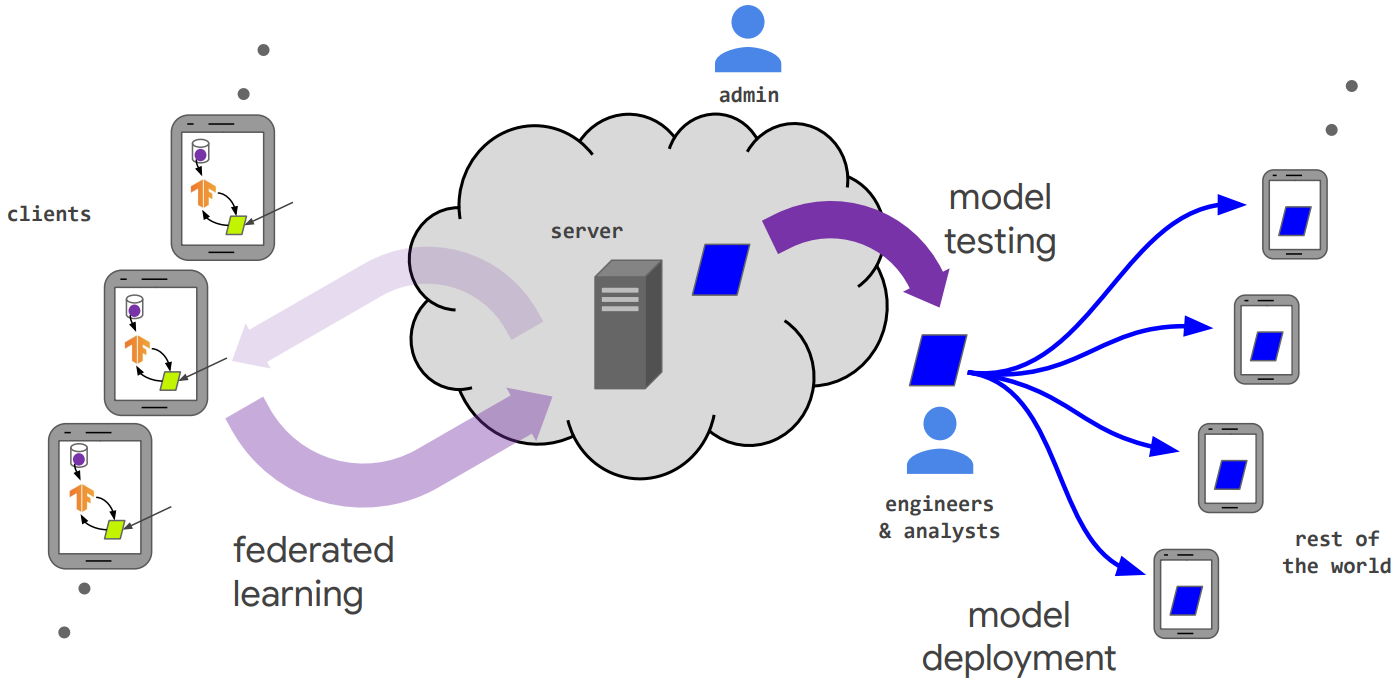 admin
clients
server
model
testing
engineers
& analysts
federated
learning
rest of
the world
model
deployment